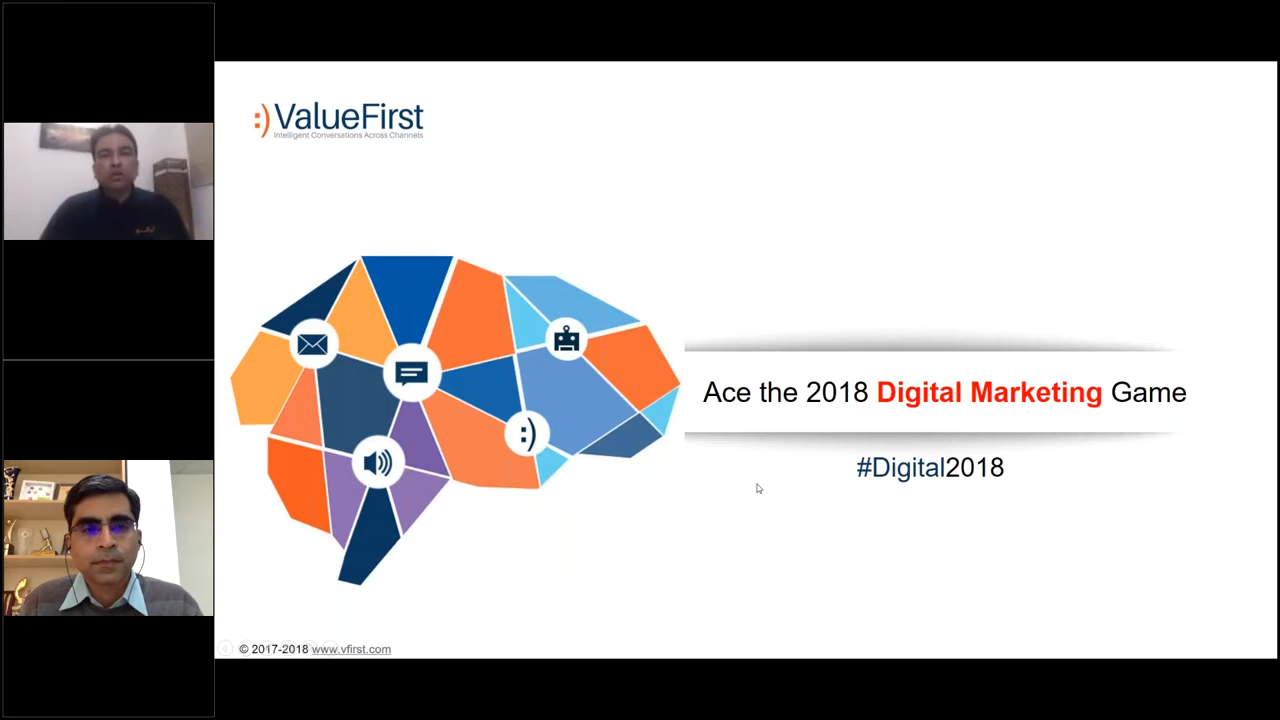 :)ValueFirst
Intelligent Conversations Across Channels
:)
Ace the 2018 Digital Marketing Game
#Digital2018
© 2017-2018 www.vfirst.com